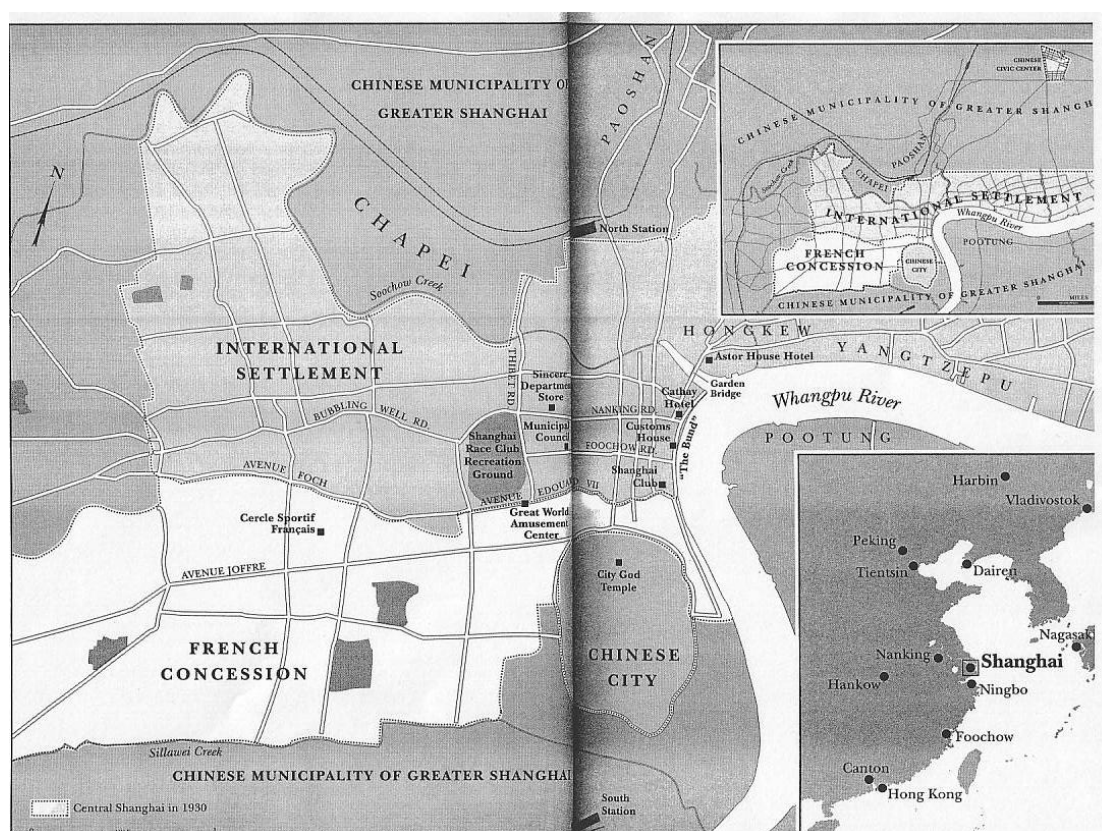 CHINESE MUNICIPALITY OF
GREATER SHANGHAI
PAOSHAN
N
CHAPEI
North Station
Soochow Creek
INTERNATIONAL
SETTLEMENT
THIBET RD.
Sincere
Department
Store
BUBBLING WELL RD.
NANKING RD.
Municipal
Council
FOOCHOW RD.
Shanghai
Race Club
Recreation
Ground
AVENUE FOCH
AVENUE EDOUARD VII
Great World
Amusement
Center
Cercle Sportif
Français
AVENUE JOFFRE
FRENCH
CONCESSION
Sillawei Creek
CHINESE MUNICIPALITY OF GREATER SHANGHAI
Central Shanghai in 1930
HONGKEW
Astor House Hotel
YANGTZEPU
Garden
Bridge
Cathay
Hotel
Customs
House
"The Bund"
Shanghai
Club
Whangpu River
POOTUNG
City God
Temple
CHINESE
CITY
South
Station
CHINESE
CIVIC CENTER
CHINESE MUNICIPALITY OF GREATER SHANGH
PAOSHAN
Soochow Creek
CHAPEI
INTERNATIONAL SETTLEMENT
Whangpu River
POOTUNG
FRENCH
CONCESSION
CHINESE
CITY
CHINESE MUNICIPALITY OF GREATER SHANGHAI
0 MILES
Harbin
Vladivostok
Peking
Tientsin
Dairen
Nagasak
Nanking
Shanghai
Hankow
Ningbo
Foochow
Canton
Hong Kong